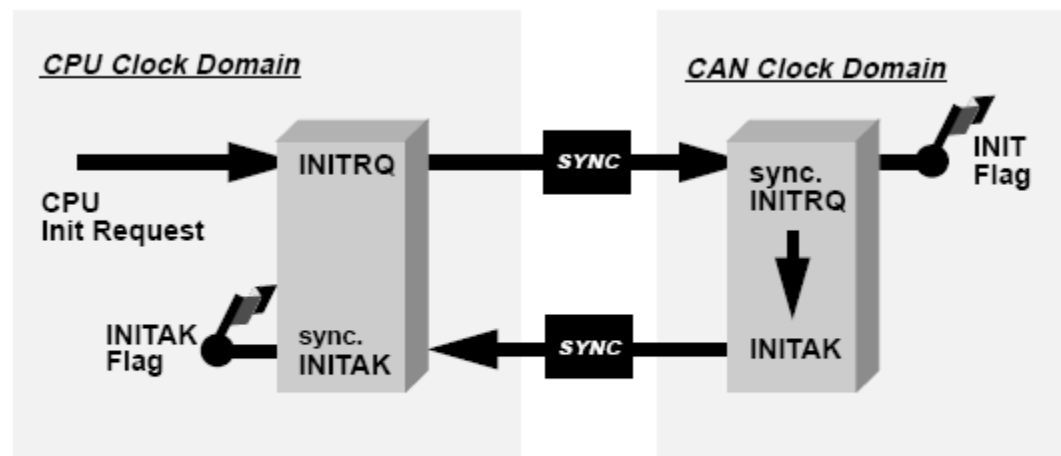 CPU Clock Domain
CAN Clock Domain
CPU
Init Request
INITRQ
SYNC
sync.
INITRQ
INIT
Flag
INITAK
Flag
sync.
INITAK
SYNC
INITAK